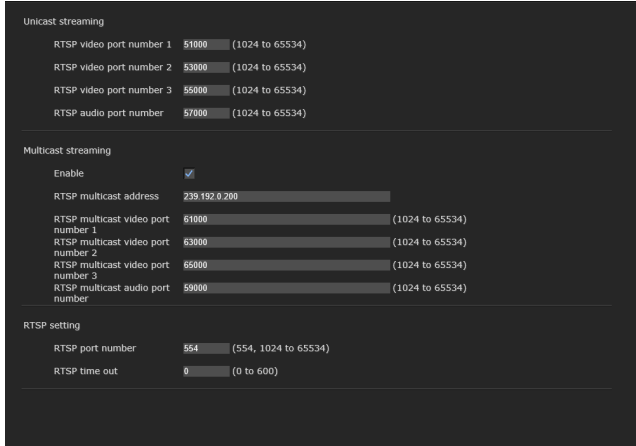 Unicast streaming
RTSP video port number 1 51000 (1024 to 65534)
RTSP video port number 2 53000 (1024 to 65534)
RTSP video port number 3 55000 (1024 to 65534)
RTSP audio port number 57000 (1024 to 65534)
Multicast streaming
Enable
RTSP multicast address 239.192.0.200
RTSP multicast video port 61000 (1024 to 65534)
number 1
RTSP multicast video port 63000 (1024 to 65534)
number 2
RTSP multicast video port 65000 (1024 to 65534)
number 3
RTSP multicast audio port 59000 (1024 to 65534)
number
RTSP setting
RTSP port number 554 (554, 1024 to 65534)
RTSP time out 0 (0 to 600)